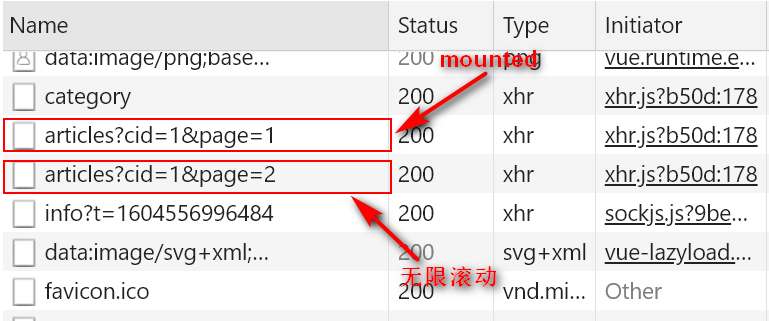 Name Status Type Initiator
data:image/png;base... 200 png vue.runtime.e...
mounted
category 200 xhr xhr.js?b50d:178
articles?cid=1&page=1 200 xhr xhr.js?b50d:178
articles?cid=1&page=2 200 xhr xhr.js?b50d:178
info?t=1604556996484 200 xhr sockjs.js?9be...
data:image/svg+xml;... 200 svg+xml vue-lazyload....
无限滚动
favicon.ico 200 vnd.mi... Other